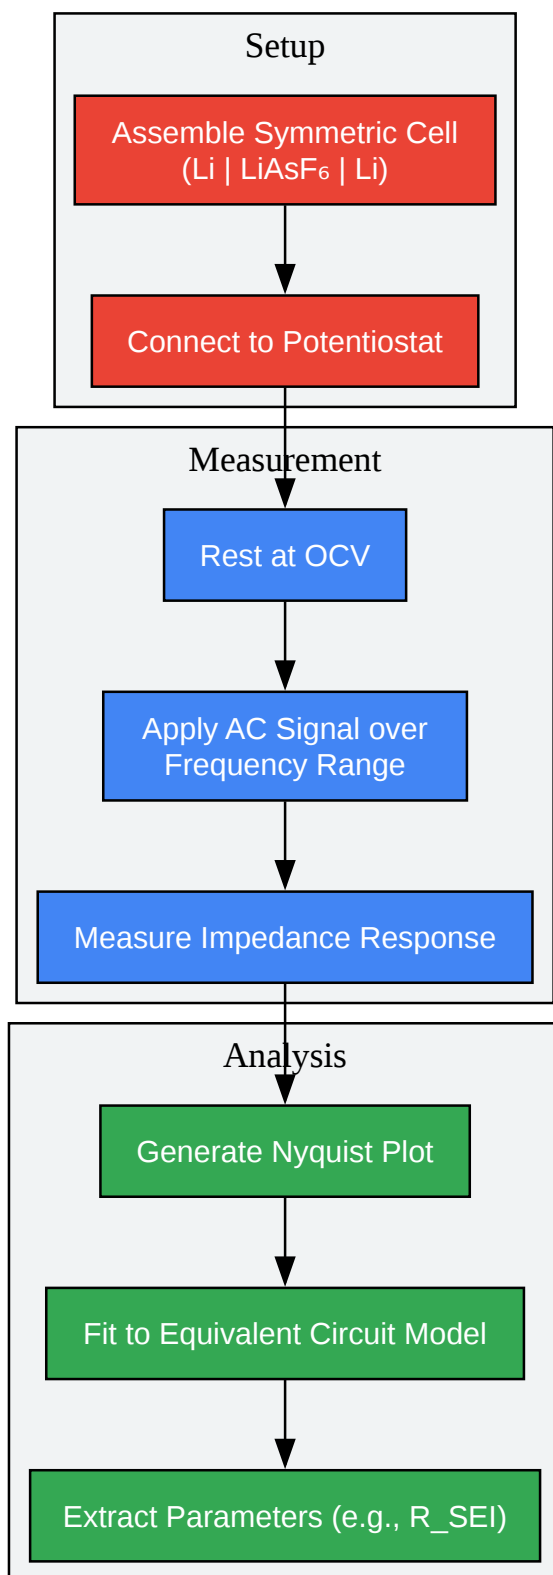 Setup
Assemble Symmetric Cell
(Li | LiAsF₆ | Li)
Connect to Potentiostat
Measurement
Rest at OCV
Apply AC Signal over
Frequency Range
Measure Impedance Response
Analysis
Generate Nyquist Plot
Fit to Equivalent Circuit Model
Extract Parameters (e.g., R_SEI)